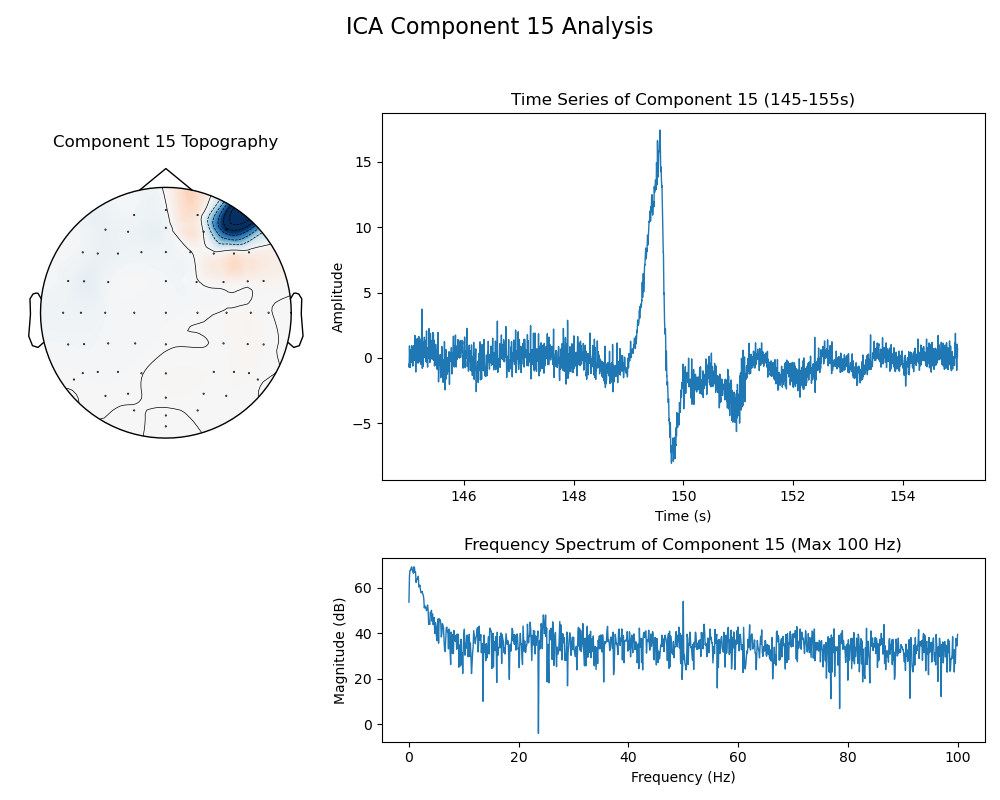 ICA Component 15 Analysis
Component 15 Topography
Time Series of Component 15 (145-155s)
Amplitude
15
10
5
0
−5
146
148
150
152
154
Time (s)
Frequency Spectrum of Component 15 (Max 100 Hz)
Magnitude (dB)
60
40
20
0
0
20
40
60
80
100
Frequency (Hz)